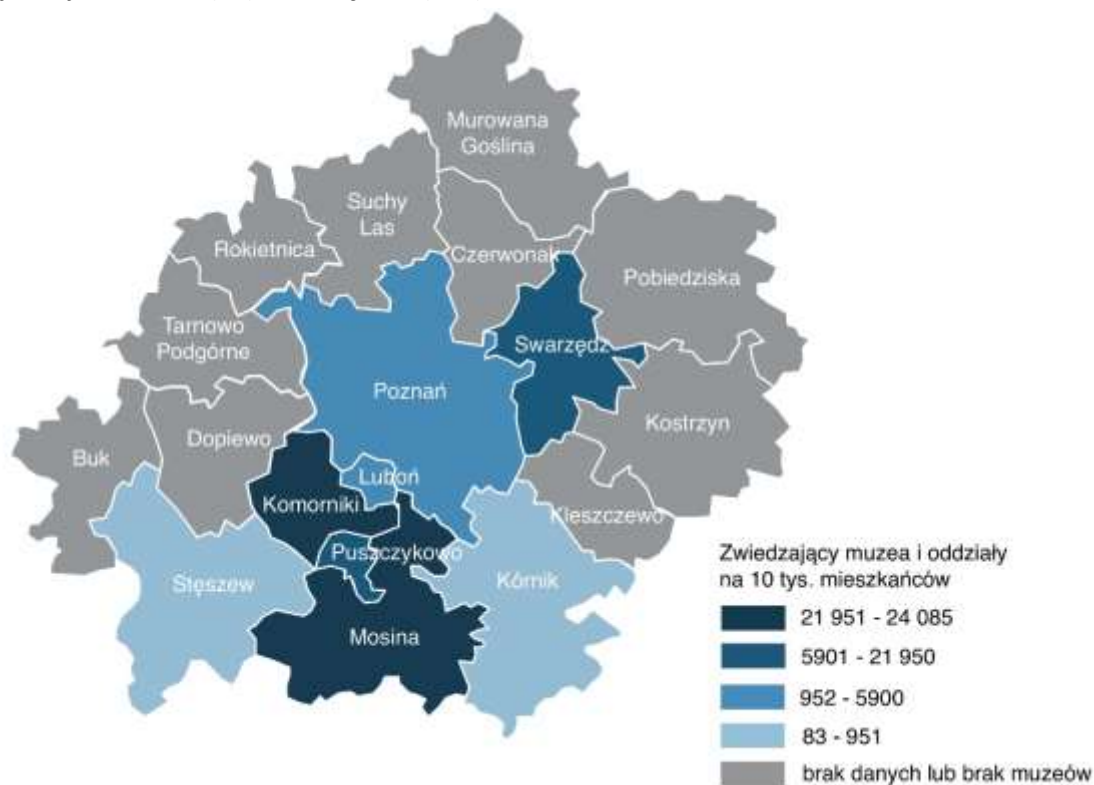 Murowana
Goślina
Suchy
Las
Rokietnica
Czerwonak
Pobiedziska
Tarnowo
Podgórne
Swarzędz
Poznań
Kostrzyn
Dopiewo
Buk
Luboń
Komorniki
Kleszczewo
Puszczykowo
Stęszew
Kórnik
Mosina
Zwiedzający muzea i oddziały
na 10 tys. mieszkańców
21 951 - 24 085
5901 - 21 950
952 - 5900
83 - 951
brak danych lub brak muzeów